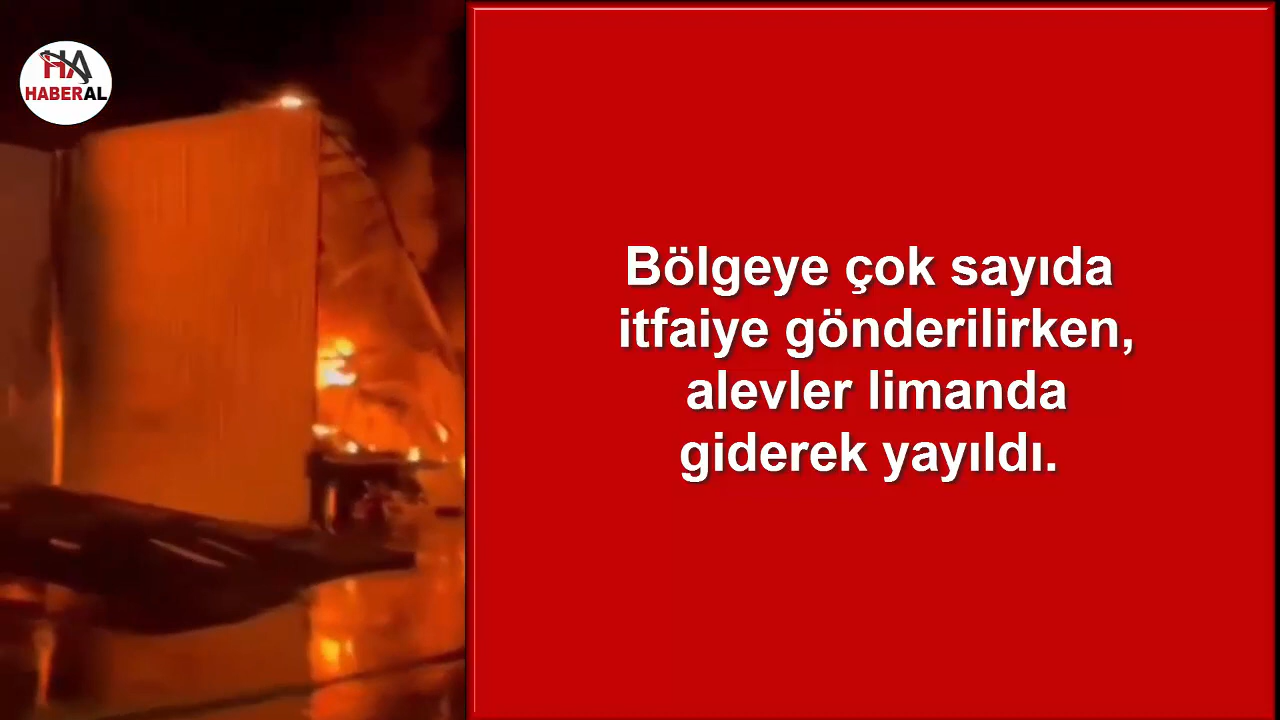 HA
HABERAL
Bölgeye çok sayıda
itfaiye gönderilirken,
alevler limanda
giderek yayıldı.